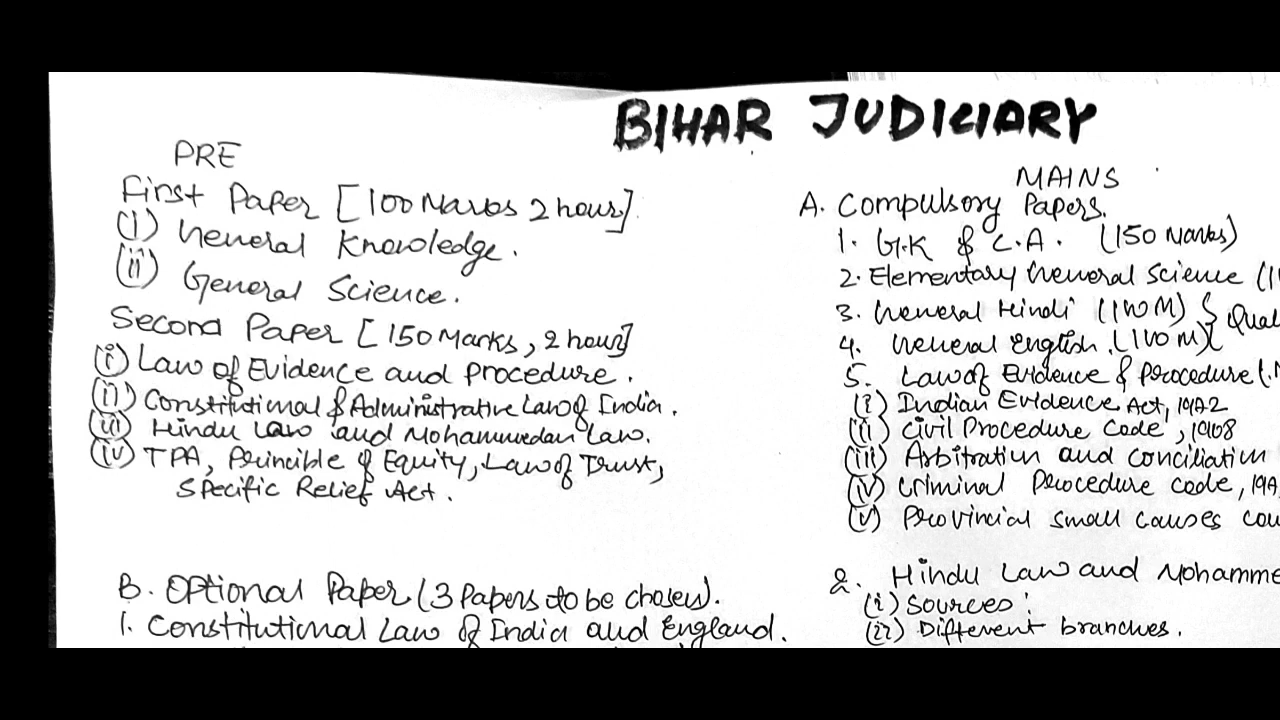 BIHAR JUDICIARY
PRE
First Paper [100 Marks 2 hour].
(i) General Knowledge.
(ii) General Science.
Second Paper [150 Marks, 2 hour]
(i) Law of Evidence and Procedure.
(ii) Constitutional & Administrative Law of India.
(iii) Hindu Law and Mohammedan Law.
(iv) TPA, Principle of Equity, Law of Trust,
Specific Relief Act.
B. Optional Paper (3 Papers to be chosen).
1. Constitutional Law of India and England.
MAINS
A. Compulsory Papers.
1. G.K & C.A. (150 Marks)
2. Elementary General Science
3. General Hindi (100 M) }
4. General English. (100 M)
5. Law of Evidence & Procedure
(i) Indian Evidence Act, 1972
(ii) Civil Procedure Code, 1908
(iii) Arbitration and conciliation
(iv) Criminal Procedure code,
(v) Provincial small causes
2. Hindu Law and
(i) Sources:
(ii) Different branches.